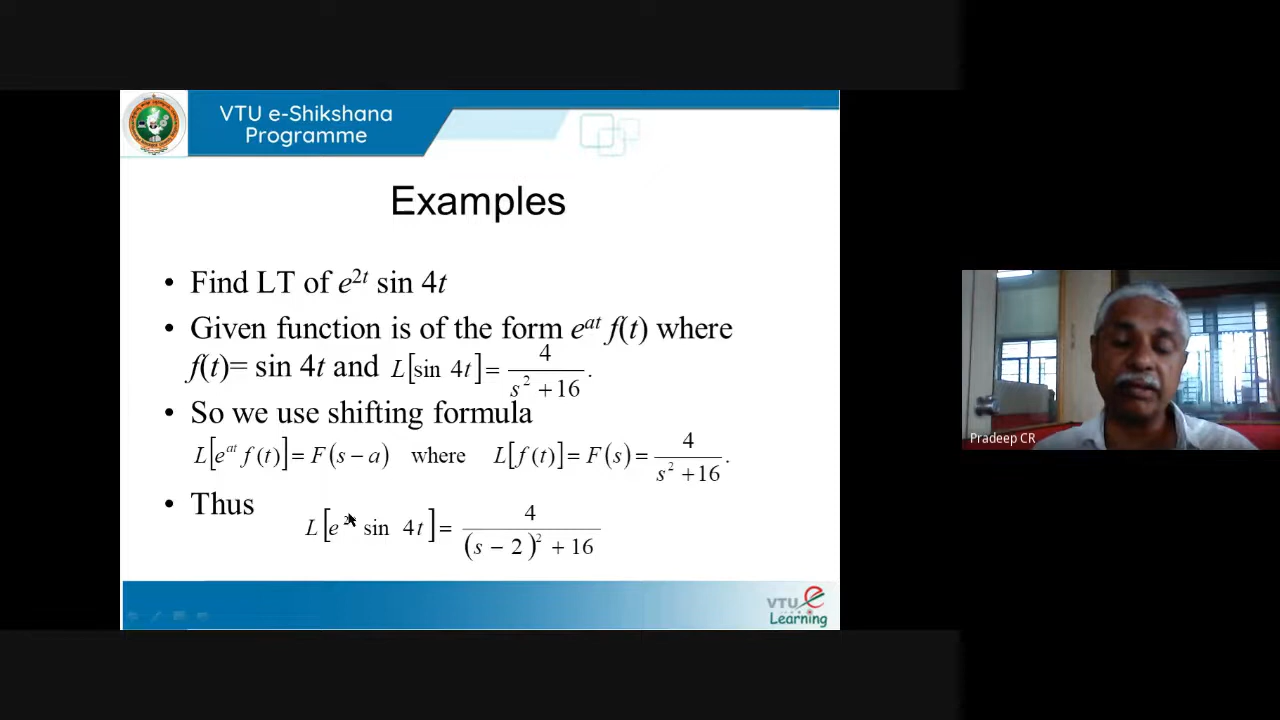 VTU e-Shikshana
Programme
Examples
• Find LT of e^{2t} sin 4t
• Given function is of the form e^{at} f(t) where
f(t)= sin 4t and L[sin 4t] = 4/(s^2 + 16).
• So we use shifting formula
L[e^{at} f(t)] = F(s − a) where L[f(t)] = F(s) = 4/(s^2 + 16).
• Thus
L[e sin 4t] = 4/((s − 2)^2 + 16)
VTU e
Learning
Pradeep CR